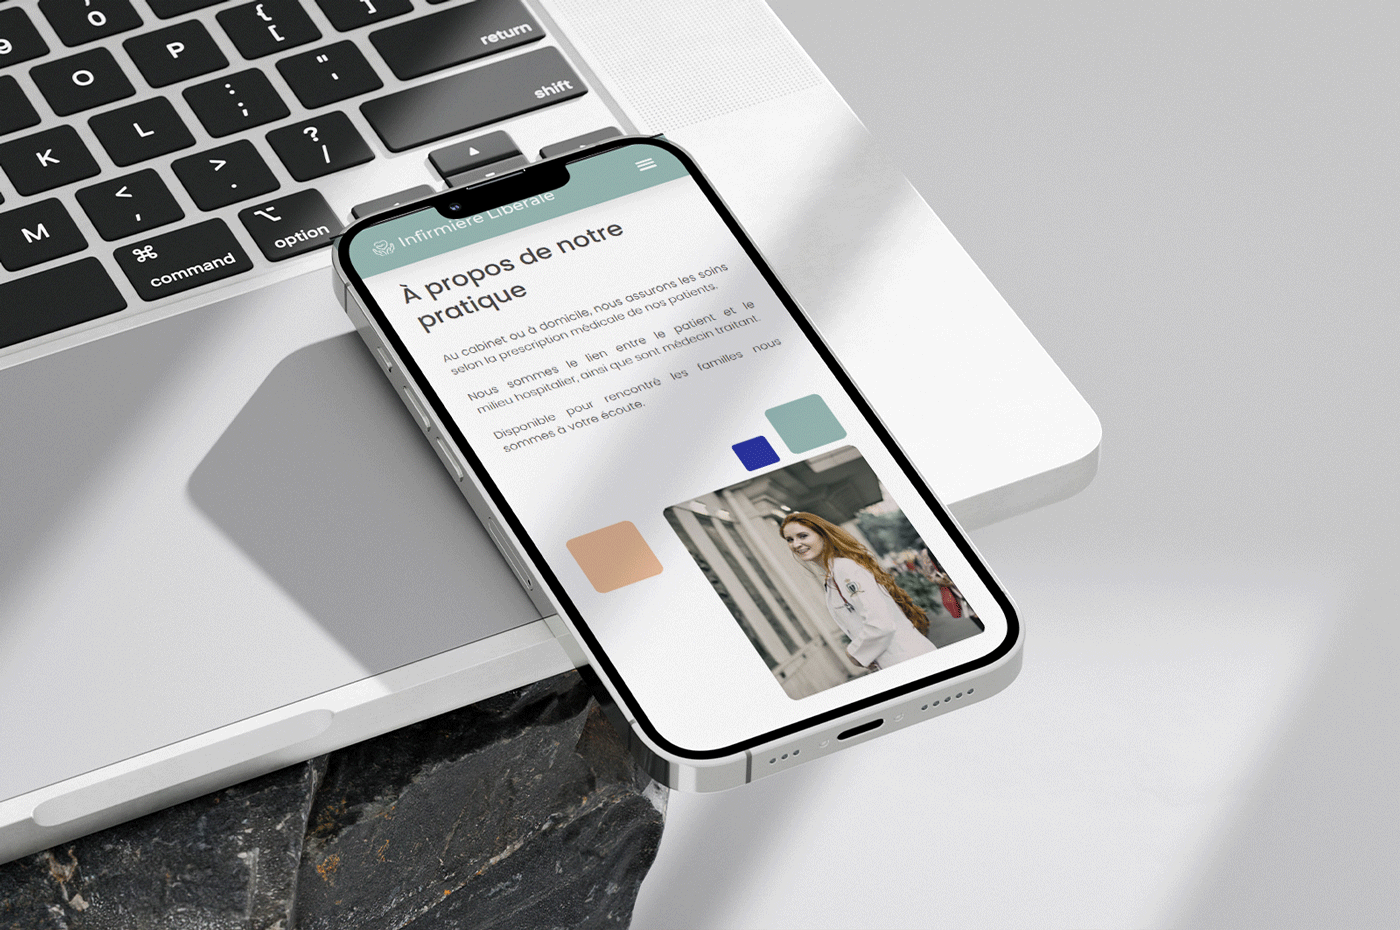 9
)
0
{
[
}
]
return
O
P
"
'
shift
K
L
:
;
?
/
M
<
,
>
.
⌘
command
⌥
option
▲
Infirmière Libérale
À propos de notre
pratique
Au cabinet ou à domicile, nous assurons les soins
selon la prescription médicale de nos patients.
Nous sommes le lien entre le patient et le
milieu hospitalier, ainsi que sont médecin traitant.
Disponible pour rencontré les familles nous
sommes à votre écoute.